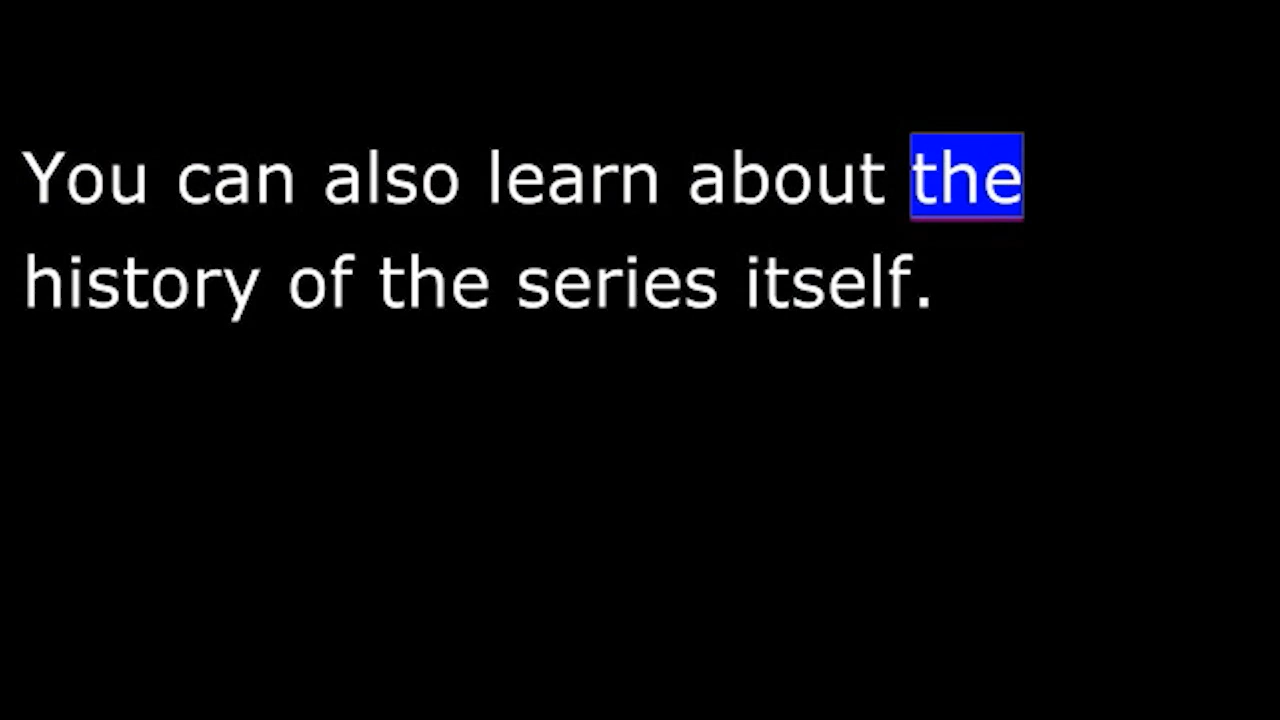 You can also learn about the
history of the series itself.